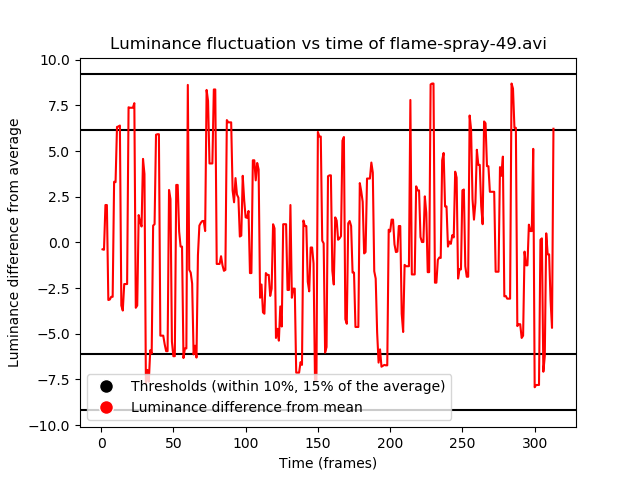 Luminance fluctuation vs time of flame-spray-49.avi
Luminance difference from average
10.0
7.5
5.0
2.5
0.0
−2.5
−5.0
−7.5
−10.0
Thresholds (within 10%, 15% of the average)
Luminance difference from mean
0 50 100 150 200 250 300
Time (frames)